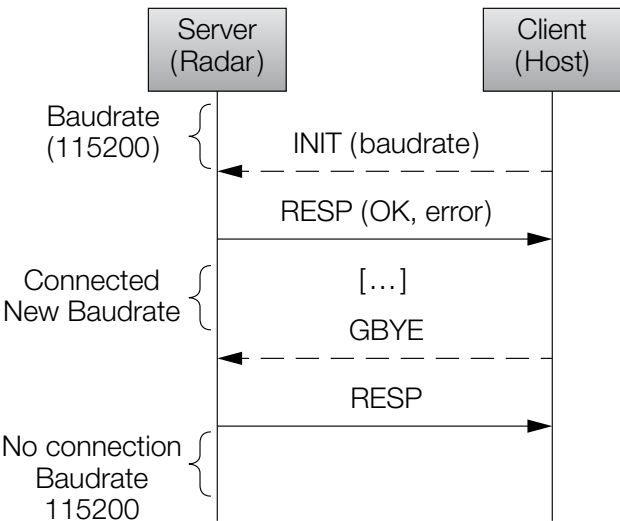 Server
(Radar)
Client
(Host)
Baudrate
(115200)
INIT (baudrate)
RESP (OK, error)
Connected
New Baudrate
[...]
GBYE
RESP
No connection
Baudrate
115200